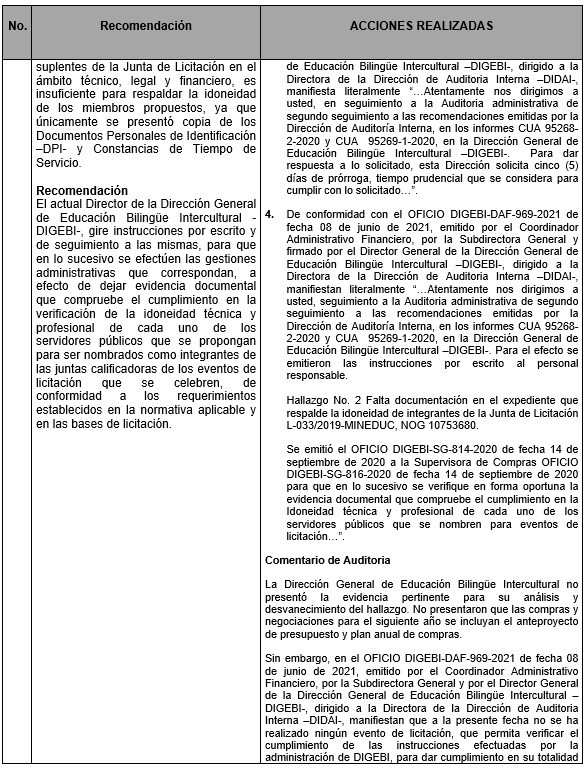 No.
Recomendación
ACCIONES REALIZADAS
suplentes de la Junta de Licitación en el
ámbito técnico, legal y financiero, es
insuficiente para respaldar la idoneidad
de los miembros propuestos, ya que
únicamente se presentó copia de los
Documentos Personales de Identificación
–DPI- y Constancias de Tiempo de
Servicio.
Recomendación
El actual Director de la Dirección General
de Educación Bilingüe Intercultural -
DIGEBI-, gire instrucciones por escrito y
de seguimiento a las mismas, para que
en lo sucesivo se efectúen las gestiones
administrativas que correspondan, a
efecto de dejar evidencia documental
que compruebe el cumplimiento en la
verificación de la idoneidad técnica y
profesional de cada uno de los
servidores públicos que se propongan
para ser nombrados como integrantes de
las juntas calificadoras de los eventos de
licitación que se celebren, de
conformidad a los requerimientos
establecidos en la normativa aplicable y
en las bases de licitación.
de Educación Bilingüe Intercultural –DIGEBI-, dirigido a la
Directora de la Dirección de Auditoria Interna –DIDAI-,
manifiesta literalmente “…Atentamente nos dirigimos a
usted, en seguimiento a la Auditoria administrativa de
segundo seguimiento a las recomendaciones emitidas por la
Dirección de Auditoría Interna, en los informes CUA 95268-
2-2020 y CUA 95269-1-2020, en la Dirección General de
Educación Bilingüe Intercultural –DIGEBI-. Para dar
respuesta a lo solicitado, esta Dirección solicita cinco (5)
días de prórroga, tiempo prudencial que se considera para
cumplir con lo solicitado…”.
4. De conformidad con el OFICIO DIGEBI-DAF-969-2021 de
fecha 08 de junio de 2021, emitido por el Coordinador
Administrativo Financiero, por la Subdirectora General y
firmado por el Director General de la Dirección General de
Educación Bilingüe Intercultural –DIGEBI-, dirigido a la
Directora de la Dirección de Auditoria Interna –DIDAI-,
manifiestan literalmente “…Atentamente nos dirigimos a
usted, seguimiento a la Auditoria administrativa de segundo
seguimiento a las recomendaciones emitidas por la
Dirección de Auditoría Interna, en los informes CUA 95268-
2-2020 y CUA 95269-1-2020, en la Dirección General de
Educación Bilingüe Intercultural –DIGEBI-. Para el efecto se
emitieron las instrucciones por escrito al personal
responsable.
Hallazgo No. 2 Falta documentación en el expediente que
respalde la idoneidad de integrantes de la Junta de Licitación
L-033/2019-MINEDUC, NOG 10753680.
Se emitió el OFICIO DIGEBI-SG-814-2020 de fecha 14 de
septiembre de 2020 a la Supervisora de Compras OFICIO
DIGEBI-SG-816-2020 de fecha 14 de septiembre de 2020
para que en lo sucesivo se verifique en forma oportuna la
evidencia documental que compruebe el cumplimiento en la
Idoneidad técnica y profesional de cada uno de los
servidores públicos que se nombren para eventos de
licitación…”.
Comentario de Auditoria
La Dirección General de Educación Bilingüe Intercultural no
presentó la evidencia pertinente para su análisis y
desvanecimiento del hallazgo. No presentaron que las compras y
negociaciones para el siguiente año se incluyan el anteproyecto
de presupuesto y plan anual de compras.
Sin embargo, en el OFICIO DIGEBI-DAF-969-2021 de fecha 08
de junio de 2021, emitido por el Coordinador Administrativo
Financiero, por la Subdirectora General y por el Director General
de la Dirección General de Educación Bilingüe Intercultural –
DIGEBI-, dirigido a la Directora de la Dirección de Auditoria
Interna –DIDAI-, manifiestan que a la presente fecha no se ha
realizado ningún evento de licitación, que permita verificar el
cumplimiento de las instrucciones efectuadas por la
administración de DIGEBI, para dar cumplimiento en su totalidad